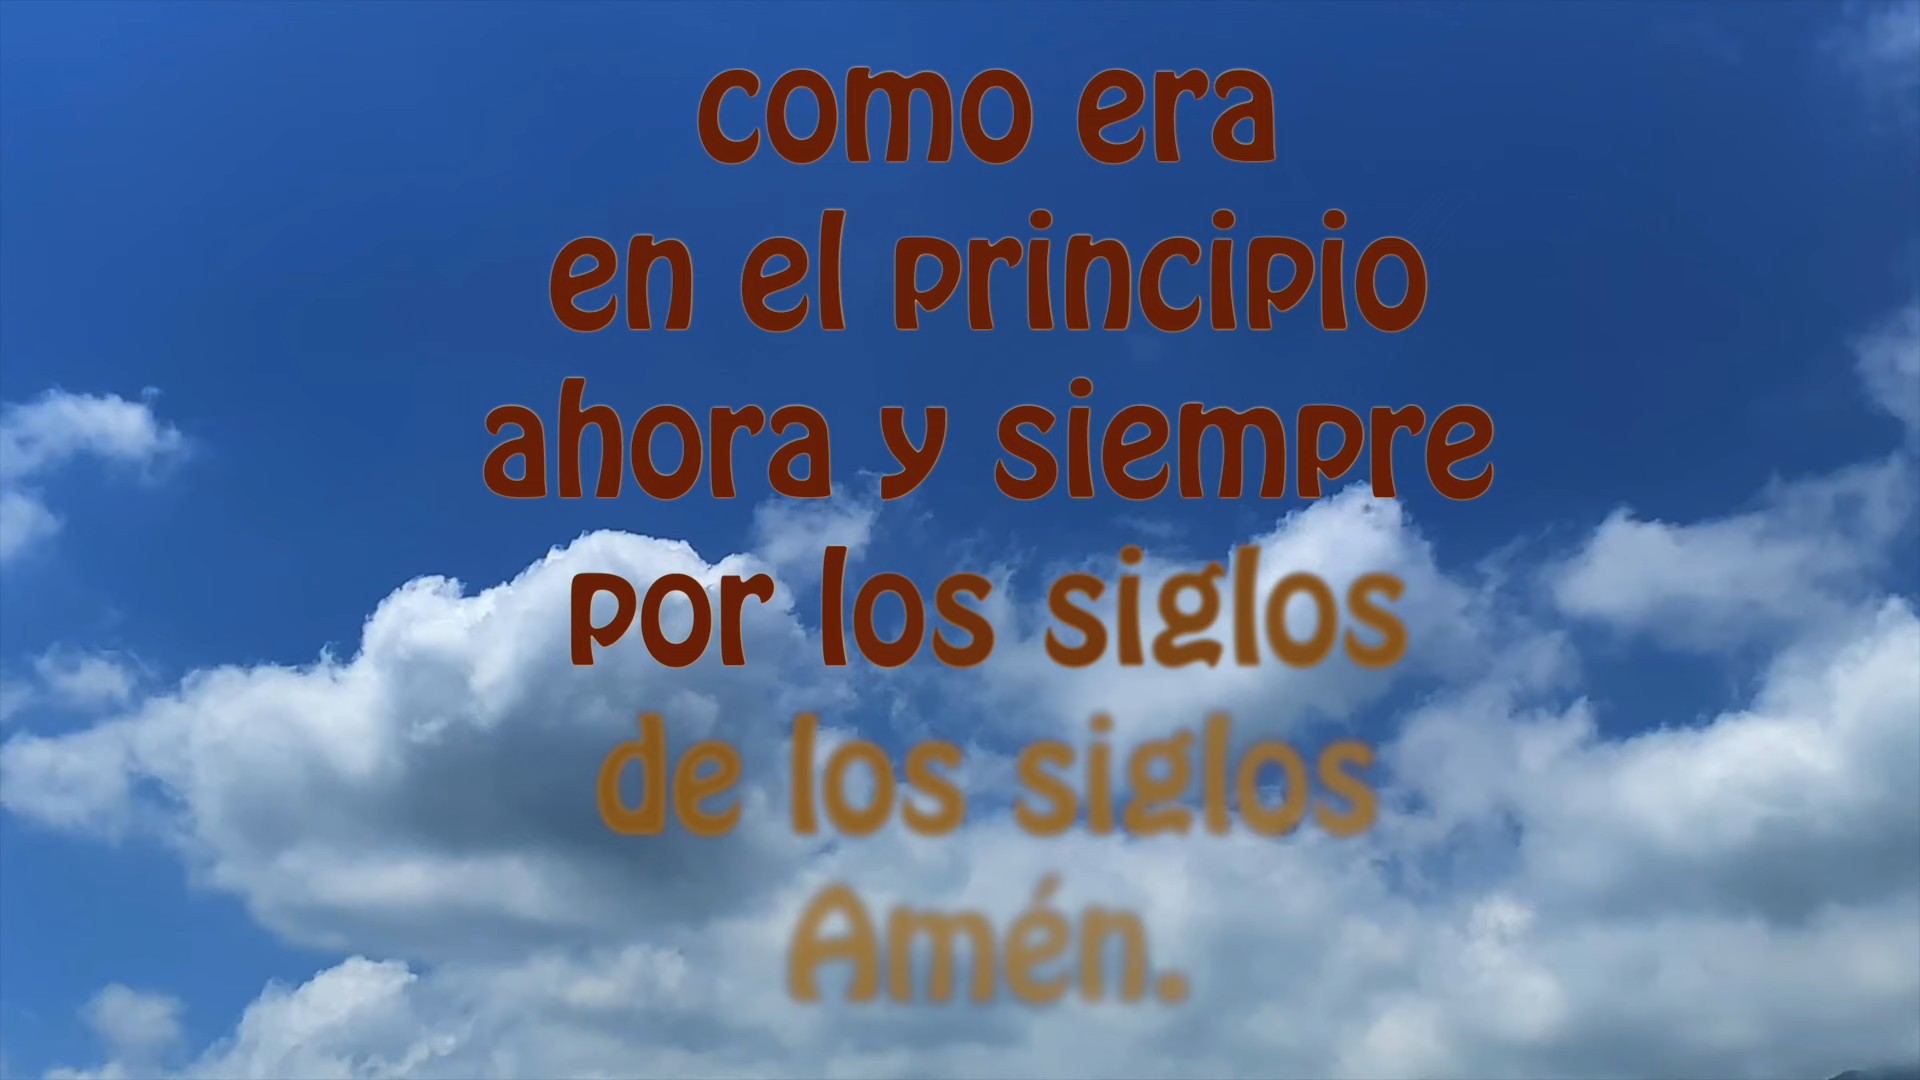 como era
en el principio
ahora y siempre
por los siglos
de los siglos
Amén.